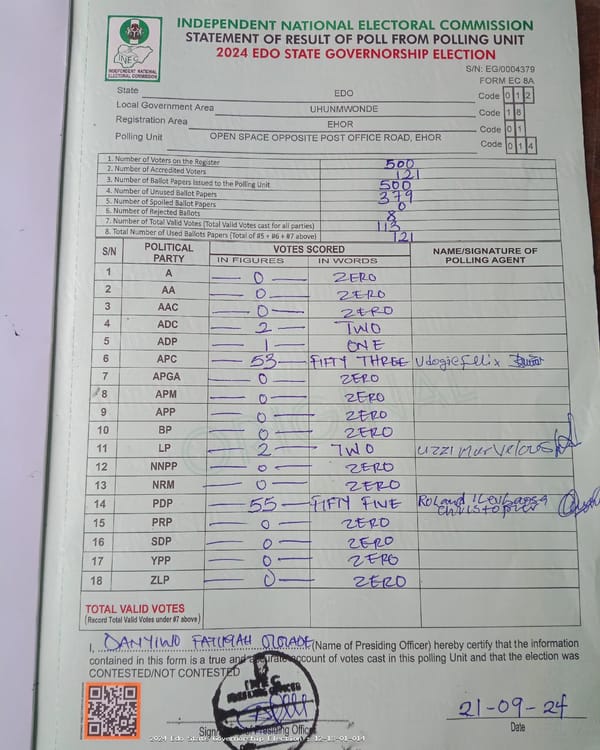 INDEPENDENT NATIONAL ELECTORAL COMMISSION
STATEMENT OF RESULT OF POLL FROM POLLING UNIT
2024 EDO STATE GOVERNORSHIP ELECTION
INEC
INDEPENDENT NATIONAL ELECTORAL COMMISSION
S/N: EG/0004379
FORM EC 8A
State EDO Code 0 1 2
Local Government Area UHUNMWONDE Code 1 8
Registration Area EHOR Code 0 1
Polling Unit OPEN SPACE OPPOSITE POST OFFICE ROAD, EHOR Code 0 1 4
1. Number of Voters on the Register 500
2. Number of Accredited Voters 121
3. Number of Ballot Papers Issued to the Polling Unit 500
4. Number of Unused Ballot Papers 379
5. Number of Spoiled Ballot Papers 0
6. Number of Rejected Ballots 8
7. Number of Total Valid Votes (Total Valid Votes cast for all parties) 113
8. Total Number of Used Ballots Papers (Total of #5 + #6 + #7 above) 121
S/N POLITICAL PARTY VOTES SCORED NAME/SIGNATURE OF POLLING AGENT
IN FIGURES IN WORDS
1 A 0 ZERO
2 AA 0 ZERO
3 AAC 0 ZERO
4 ADC 2 TWO
5 ADP 1 ONE
6 APC 53 FIFTY THREE Udogie felix
7 APGA 0 ZERO
8 APM 0 ZERO
9 APP 0 ZERO
10 BP 0 ZERO
11 LP 2 TWO UZZI marvelous
12 NNPP 0 ZERO
13 NRM 0 ZERO
14 PDP 55 FIFTY FIVE Roland
15 PRP 0 ZERO
16 SDP 0 ZERO
17 YPP 0 ZERO
18 ZLP 0 ZERO
TOTAL VALID VOTES
(Record Total Valid Votes under #7 above)
I, (Name of Presiding Officer) hereby certify that the information
contained in this form is a true and accurate account of votes cast in this polling Unit and that the election was
CONTESTED/NOT CONTESTED
INEC
PRESIDING OFFICER
21-09-24
Date
2024 Edo State Governorship Election - 12-18-01-014